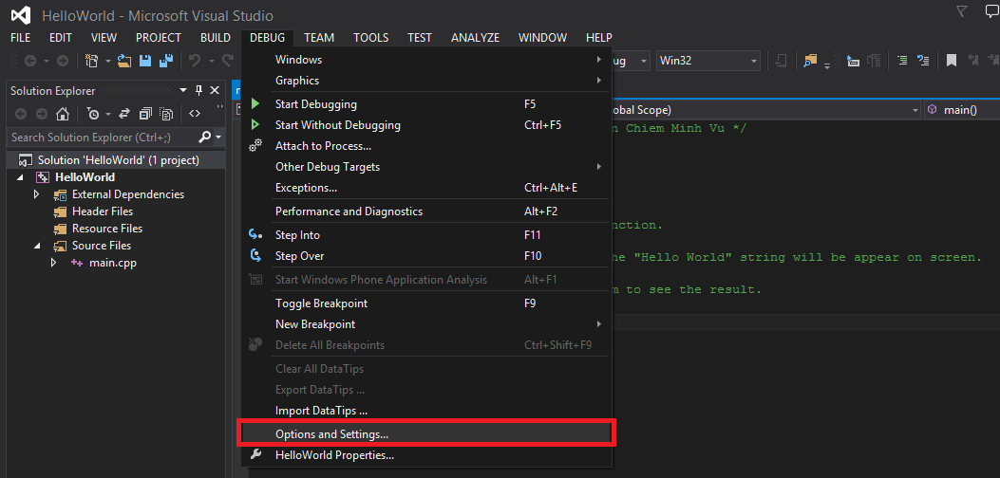 HelloWorld - Microsoft Visual Studio
FILE EDIT VIEW PROJECT BUILD DEBUG TEAM TOOLS TEST ANALYZE WINDOW HELP
Win32
Solution Explorer
Search Solution Explorer (Ctrl+;)
Solution 'HelloWorld' (1 project)
HelloWorld
External Dependencies
Header Files
Resource Files
Source Files
main.cpp
Windows
Graphics
Start Debugging F5
Start Without Debugging Ctrl+F5
Attach to Process...
Other Debug Targets
Exceptions... Ctrl+Alt+E
Performance and Diagnostics Alt+F2
Step Into F11
Step Over F10
Start Windows Phone Application Analysis Alt+F1
Toggle Breakpoint F9
New Breakpoint
Delete All Breakpoints Ctrl+Shift+F9
Clear All DataTips
Export DataTips ...
Import DataTips ...
Options and Settings...
HelloWorld Properties...
ug
obal Scope) main()
n Chiem Minh Vu */
nction.
he "Hello World" string will be appear on screen.
m to see the result.